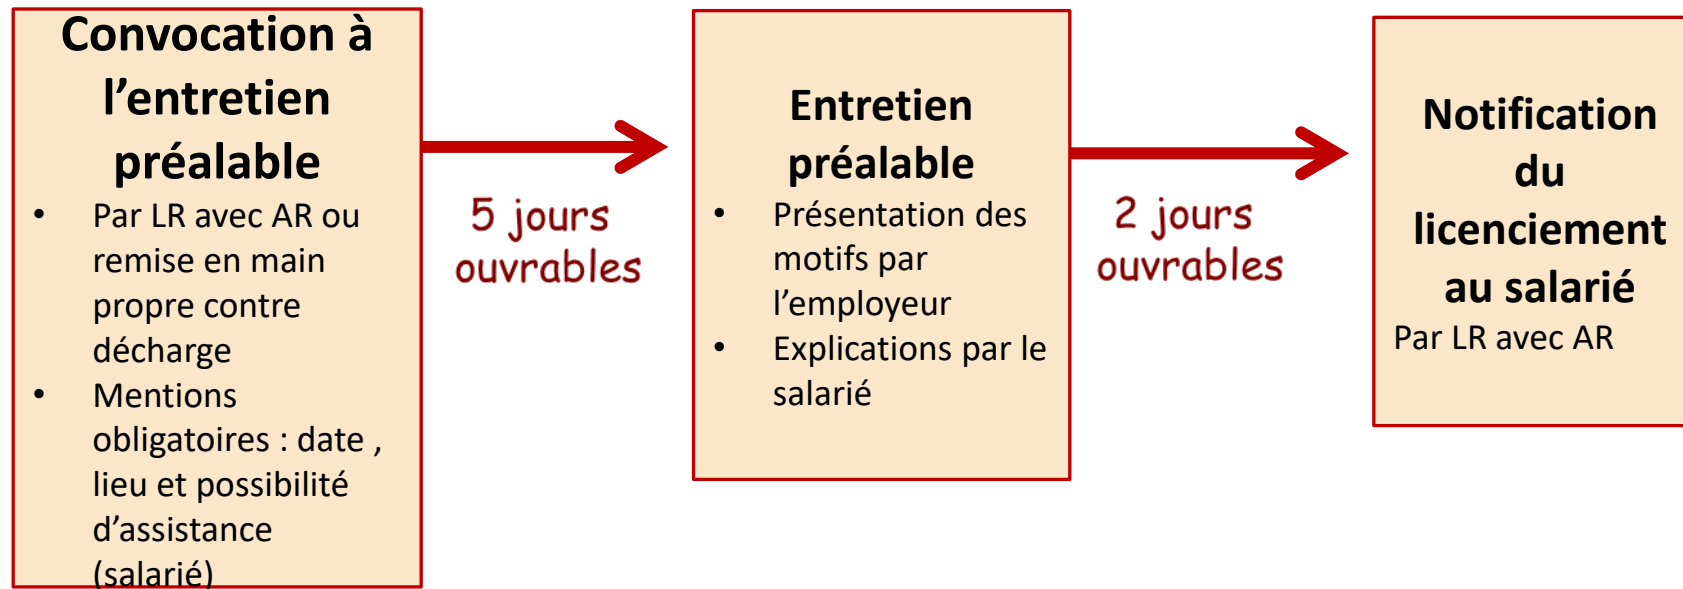 Convocation à
l’entretien
préalable
• Par LR avec AR ou
remise en main
propre contre
décharge
• Mentions
obligatoires : date ,
lieu et possibilité
d’assistance
(salarié)
5 jours
ouvrables
Entretien
préalable
• Présentation des
motifs par
l’employeur
• Explications par le
salarié
2 jours
ouvrables
Notification
du
licenciement
au salarié
Par LR avec AR